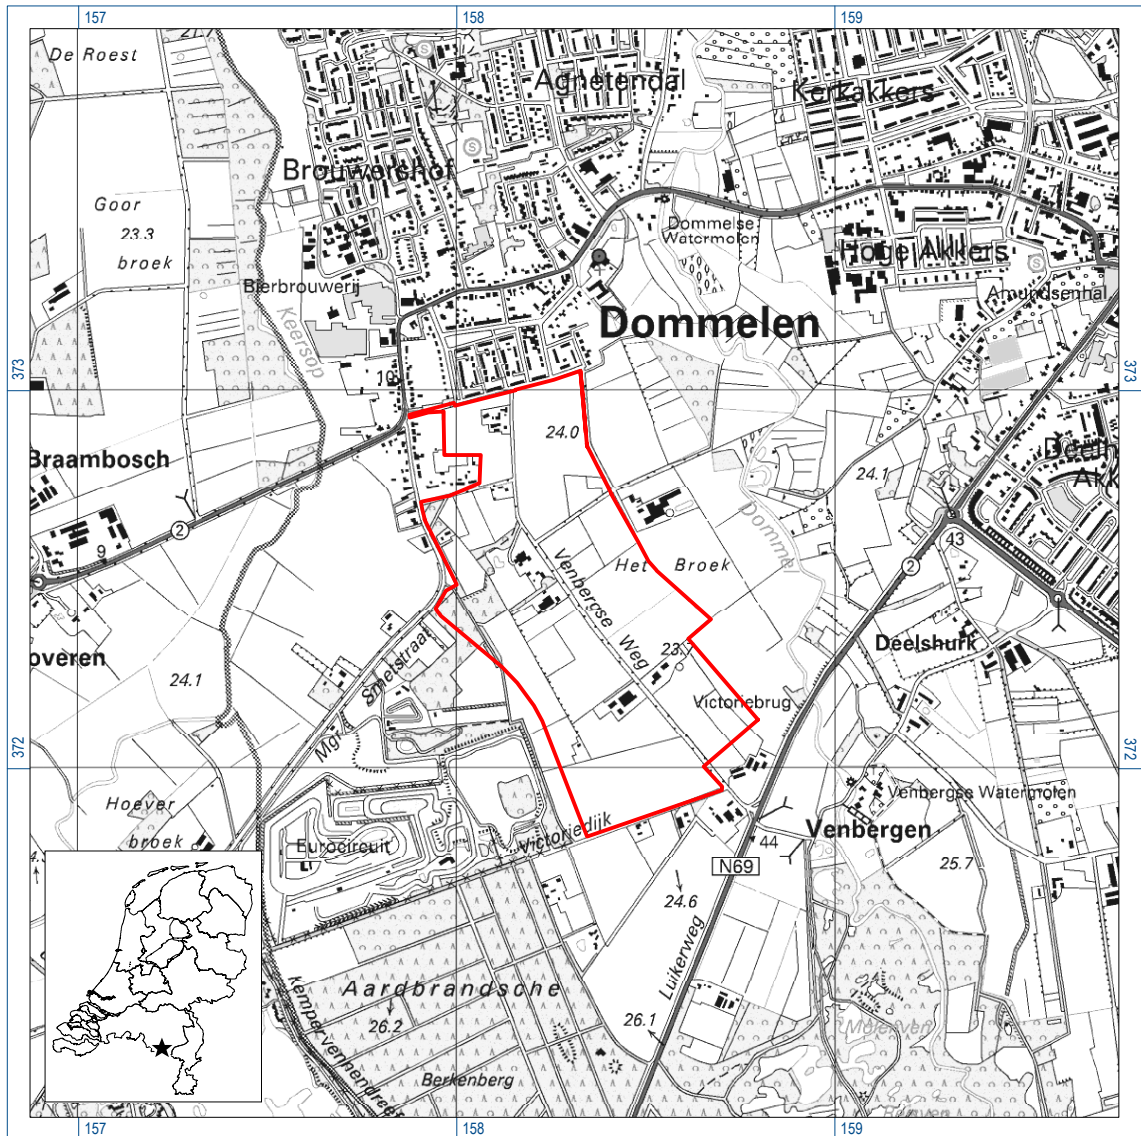 157
158
159
De Roest
27.7
S
Agnetendal
Kerkakkers
S
Brouwershof
Goor
23.3
broek
Dommelse
Watermolen
Hoge Akkers
S
Bierbrouwerij
Amundsenhal
Keersop
Dommelen
373
373
10
24.0
Braambosch
24.1
2
9
Dommel
43
2
Venbergse
Weg
Het Broek
23.7
Deelshurk
overen
24.1
Smetstraat
Mgr
Victoriebrug
372
372
Hoever
broek
Venbergse Watermolen
Eurocircuit
Victoriedijk
Venbergen
44
N69
25.7
24.6
Luikerweg
Aardbrandsche
26.2
26.1
Kempervennendreef
Berkenberg
157
158
159